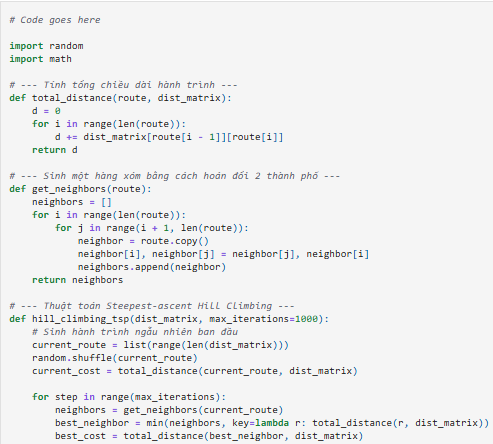 # Code goes here
import random
import math
# --- Tính tổng chiều dài hành trình ---
def total_distance(route, dist_matrix):
    d = 0
    for i in range(len(route)):
        d += dist_matrix[route[i - 1]][route[i]]
    return d
# --- Sinh một hàng xóm bằng cách hoán đổi 2 thành phố ---
def get_neighbors(route):
    neighbors = []
    for i in range(len(route)):
        for j in range(i + 1, len(route)):
            neighbor = route.copy()
            neighbor[i], neighbor[j] = neighbor[j], neighbor[i]
            neighbors.append(neighbor)
    return neighbors
# --- Thuật toán Steepest-ascent Hill Climbing ---
def hill_climbing_tsp(dist_matrix, max_iterations=1000):
    # Sinh hành trình ngẫu nhiên ban đầu
    current_route = list(range(len(dist_matrix)))
    random.shuffle(current_route)
    current_cost = total_distance(current_route, dist_matrix)
    for step in range(max_iterations):
        neighbors = get_neighbors(current_route)
        best_neighbor = min(neighbors, key=lambda r: total_distance(r, dist_matrix))
        best_cost = total_distance(best_neighbor, dist_matrix)